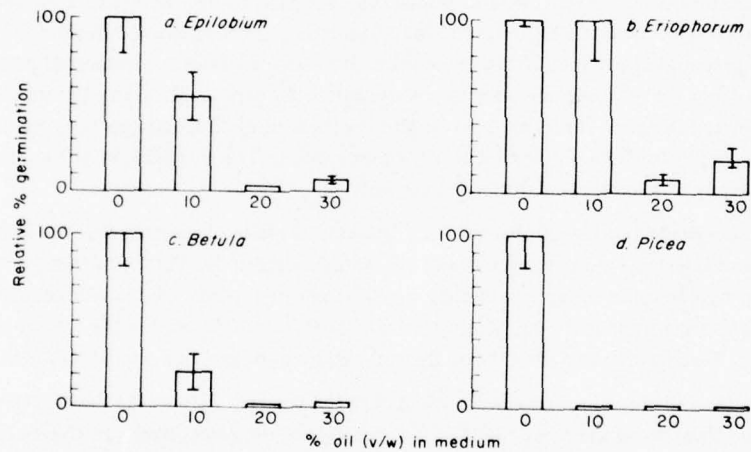 Relative % germination
100
0
a. Epilobium
0 10 20 30
100
0
b. Eriophorum
0 10 20 30
100
0
c. Betula
0 10 20 30
100
0
d. Picea
0 10 20 30
% oil (v/w) in medium